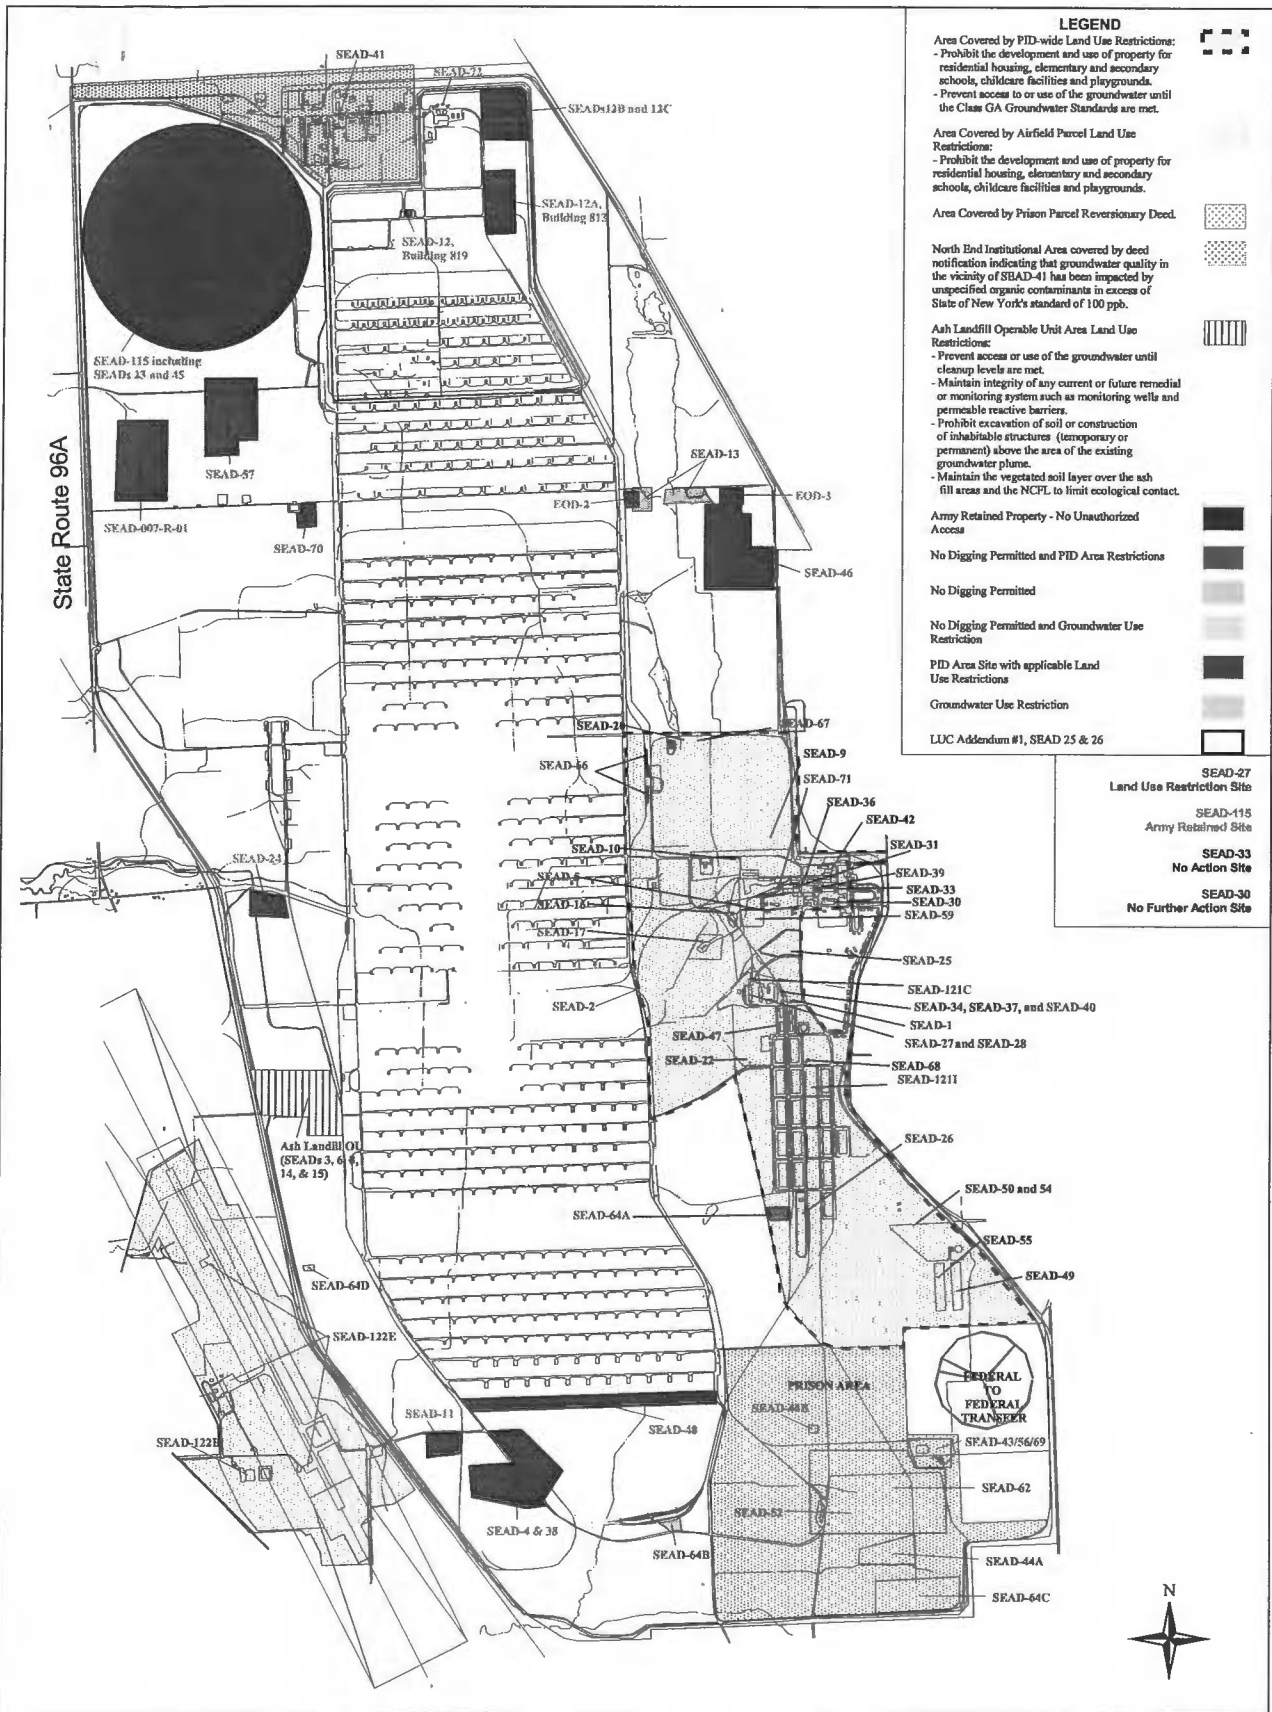 LEGEND
Area Covered by PID-wide Land Use Restrictions:
- Prohibit the development and use of property for
residential housing, elementary and secondary
schools, childcare facilities and playgrounds.
- Prevent access to or use of the groundwater until
the Class GA Groundwater Standards are met.
Area Covered by Airfield Parcel Land Use
Restrictions:
- Prohibit the development and use of property for
residential housing, elementary and secondary
schools, childcare facilities and playgrounds.
Area Covered by Prison Parcel Reversionary Deed.
North End Institutional Area covered by deed
notification indicating that groundwater quality in
the vicinity of SEAD-41 has been impacted by
unspecified organic contaminants in excess of
State of New York's standard of 100 ppb.
Ash Landfill Operable Unit Area Land Use
Restrictions:
- Prevent access or use of the groundwater until
cleanup levels are met.
- Maintain integrity of any current or future remedial
or monitoring system such as monitoring wells and
permeable reactive barriers.
- Prohibit excavation of soil or construction
of inhabitable structures (temoporary or
permanent) above the area of the existing
groundwater plume.
- Maintain the vegetated soil layer over the ash
fill areas and the NCFL to limit ecological contact.
Army Retained Property - No Unauthorized
Access
No Digging Permitted and PID Area Restrictions
No Digging Permitted
No Digging Permitted and Groundwater Use
Restriction
PID Area Site with applicable Land
Use Restrictions
Groundwater Use Restriction
LUC Addendum #1, SEAD 25 & 26
SEAD-27
Land Use Restriction Site
SEAD-115
Army Retained Site
SEAD-33
No Action Site
SEAD-30
No Further Action Site
SEAD-41
SEAD-72
SEADs12B and 12C
SEAD-12A,
Building 813
SEAD-12,
Building 819
SEAD-115 including
SEADs 23 and 45
State Route 96A
SEAD-57
SEAD-007-R-01
SEAD-70
SEAD-13
EOD-2
EOD-3
SEAD-46
SEAD-67
SEAD-9
SEAD-66
SEAD-71
SEAD-36
SEAD-42
SEAD-10
SEAD-31
SEAD-24
SEAD-39
SEAD-5
SEAD-33
SEAD-16
SEAD-30
SEAD-59
SEAD-17
SEAD-25
SEAD-121C
SEAD-2
SEAD-34, SEAD-37, and SEAD-40
SEAD-1
SEAD-47
SEAD-27 and SEAD-28
SEAD-22
SEAD-68
SEAD-121I
SEAD-26
Ash Landfill OU
(SEADs 3, 6, 8,
14, & 15)
SEAD-50 and 54
SEAD-64A
SEAD-55
SEAD-64D
SEAD-49
SEAD-122E
PRISON AREA
FEDERAL
TO
FEDERAL
TRANSFER
SEAD-11
SEAD-48
SEAD-44B
SEAD-122B
SEAD-43/56/69
SEAD-62
SEAD-52
SEAD-4 & 38
SEAD-64B
SEAD-44A
SEAD-64C
N